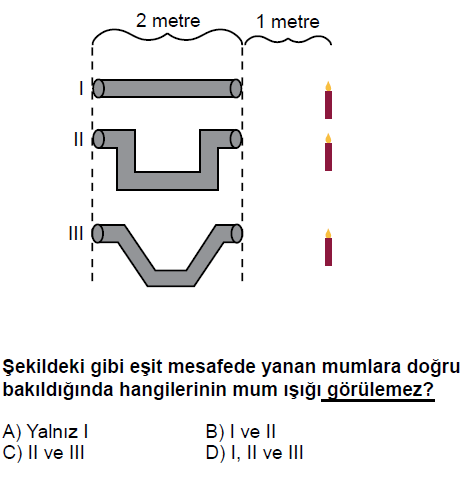 2 metre 1 metre
I
II
III
Şekildeki gibi eşit mesafede yanan mumlara doğru
bakıldığında hangilerinin mum ışığı görülemez?
A) Yalnız I B) I ve II
C) II ve III D) I, II ve III